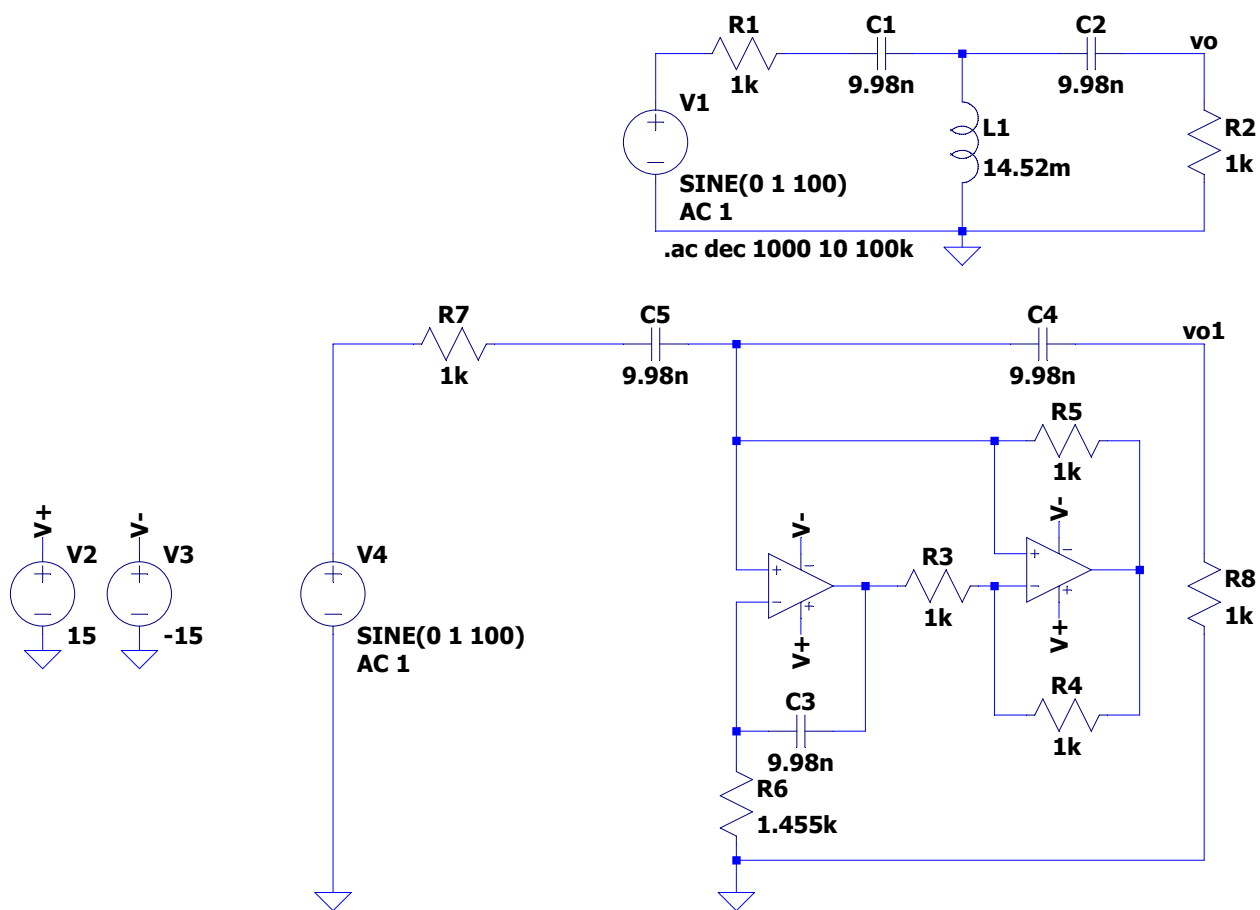 R1
C1
C2
vo
1k
9.98n
9.98n
V1
R2
L1
1k
14.52m
SINE(0 1 100)
AC 1
.ac dec 1000 10 100k
R7
C5
C4
vo1
1k
9.98n
9.98n
R5
1k
V+
V-
V-
V-
V2
V3
V4
R3
R8
1k
1k
15
-15
SINE(0 1 100)
AC 1
V+
V+
R4
1k
C3
9.98n
R6
1.455k